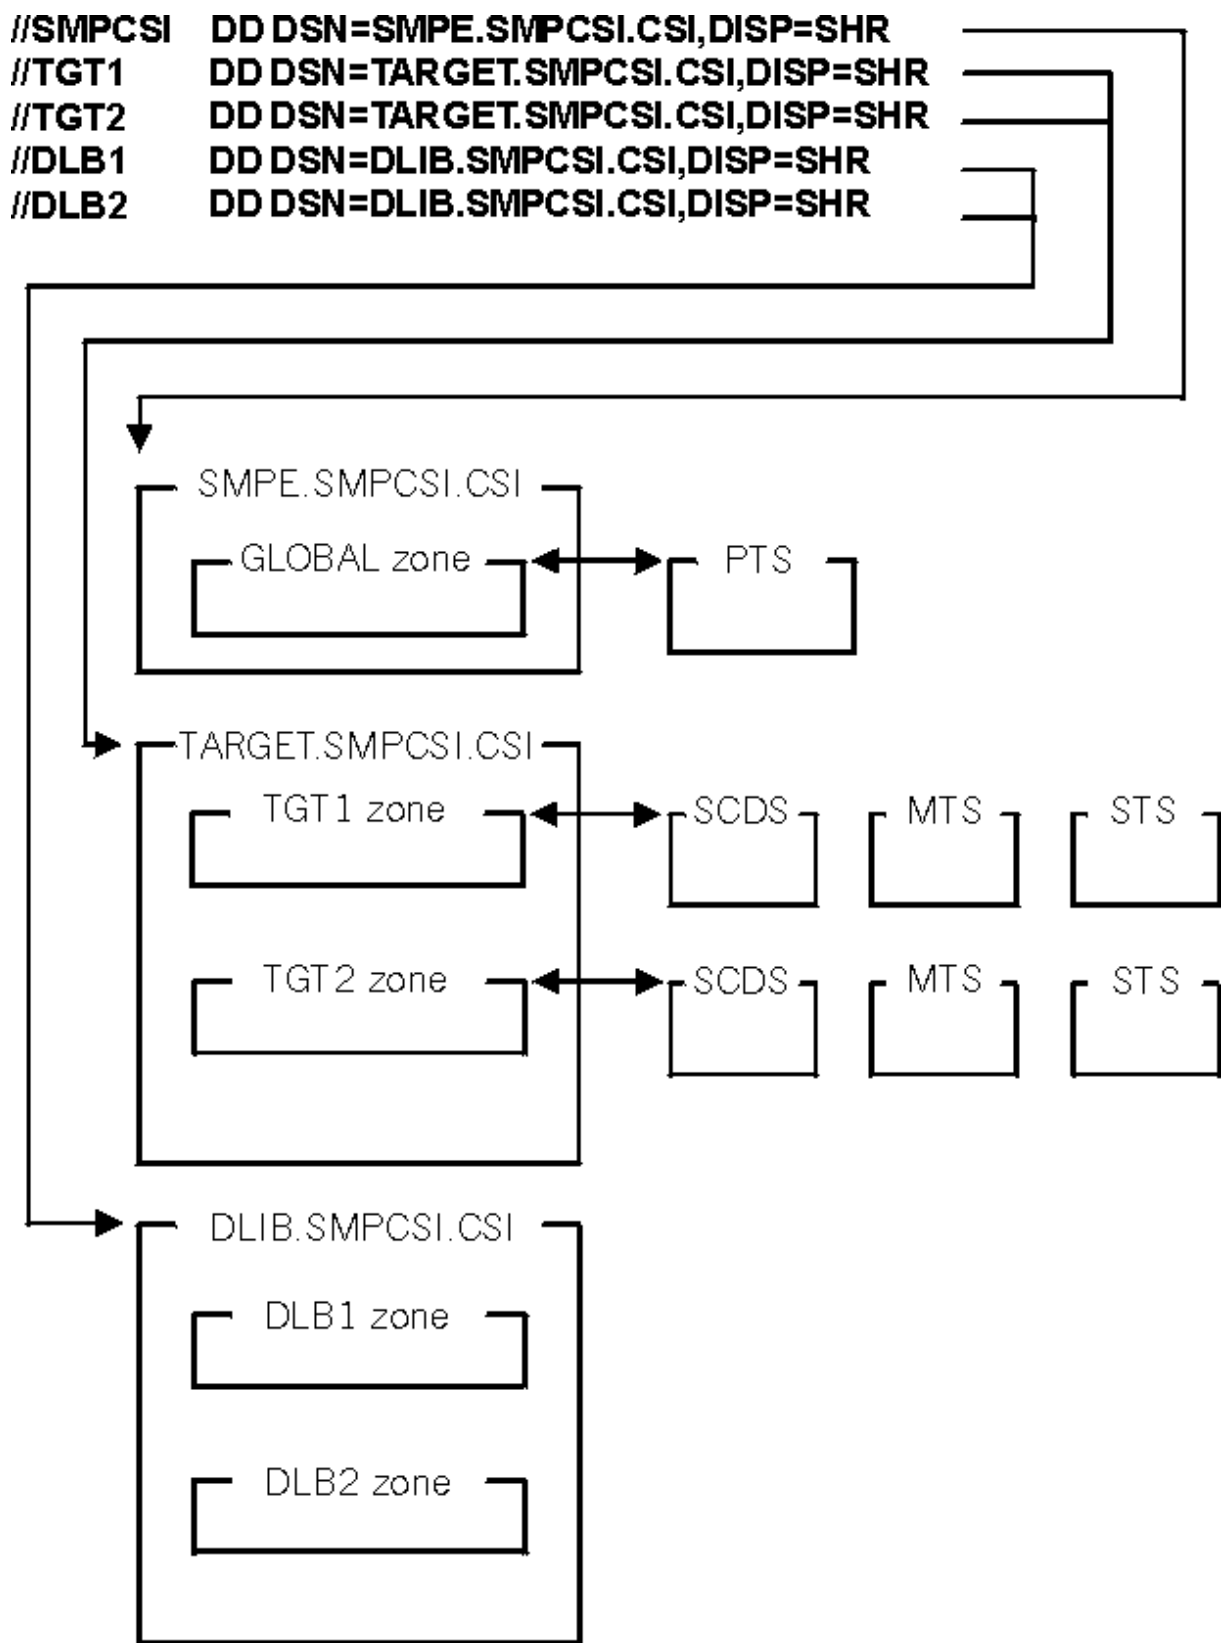 //SMPCSI DD DSN=SMPE.SMPCSI.CSI,DISP=SHR
//TGT1 DD DSN=TARGET.SMPCSI.CSI,DISP=SHR
//TGT2 DD DSN=TARGET.SMPCSI.CSI,DISP=SHR
//DLB1 DD DSN=DLIB.SMPCSI.CSI,DISP=SHR
//DLB2 DD DSN=DLIB.SMPCSI.CSI,DISP=SHR
SMPE.SMPCSI.CSI
GLOBAL zone PTS
TARGET.SMPCSI.CSI
TGT1 zone SCDS MTS STS
TGT2 zone SCDS MTS STS
DLIB.SMPCSI.CSI
DLB1 zone
DLB2 zone